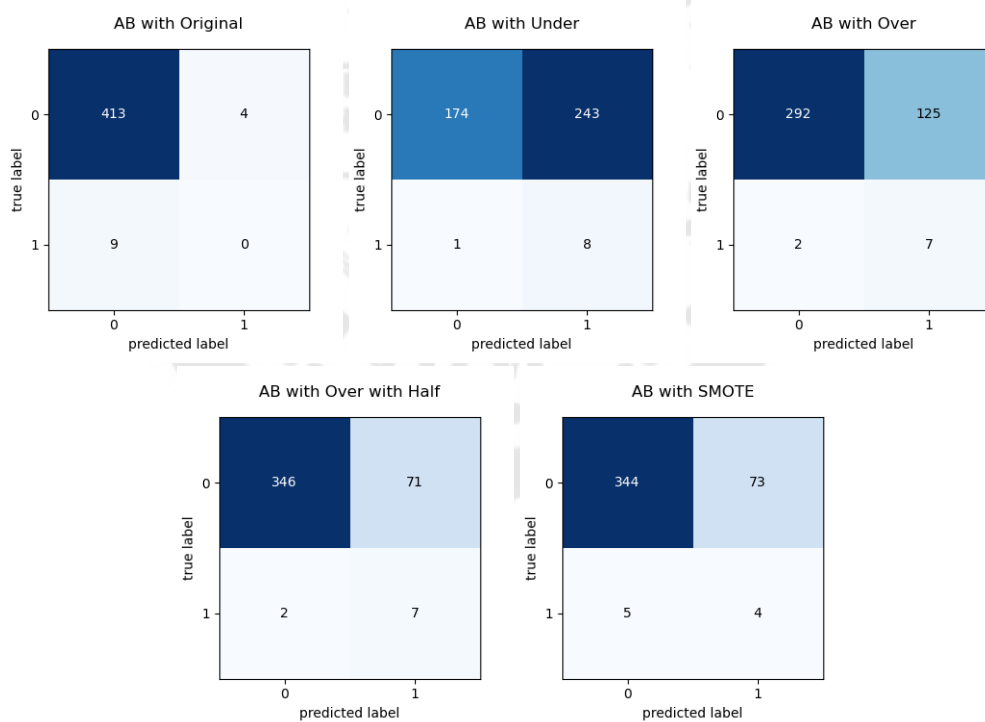 AB with Original
0
413
4
true label
1
9
0
0
1
predicted label
AB with Under
0
174
243
true label
1
1
8
0
1
predicted label
AB with Over
0
292
125
true label
1
2
7
0
1
predicted label
AB with Over with Half
0
346
71
true label
1
2
7
0
1
predicted label
AB with SMOTE
0
344
73
true label
1
5
4
0
1
predicted label